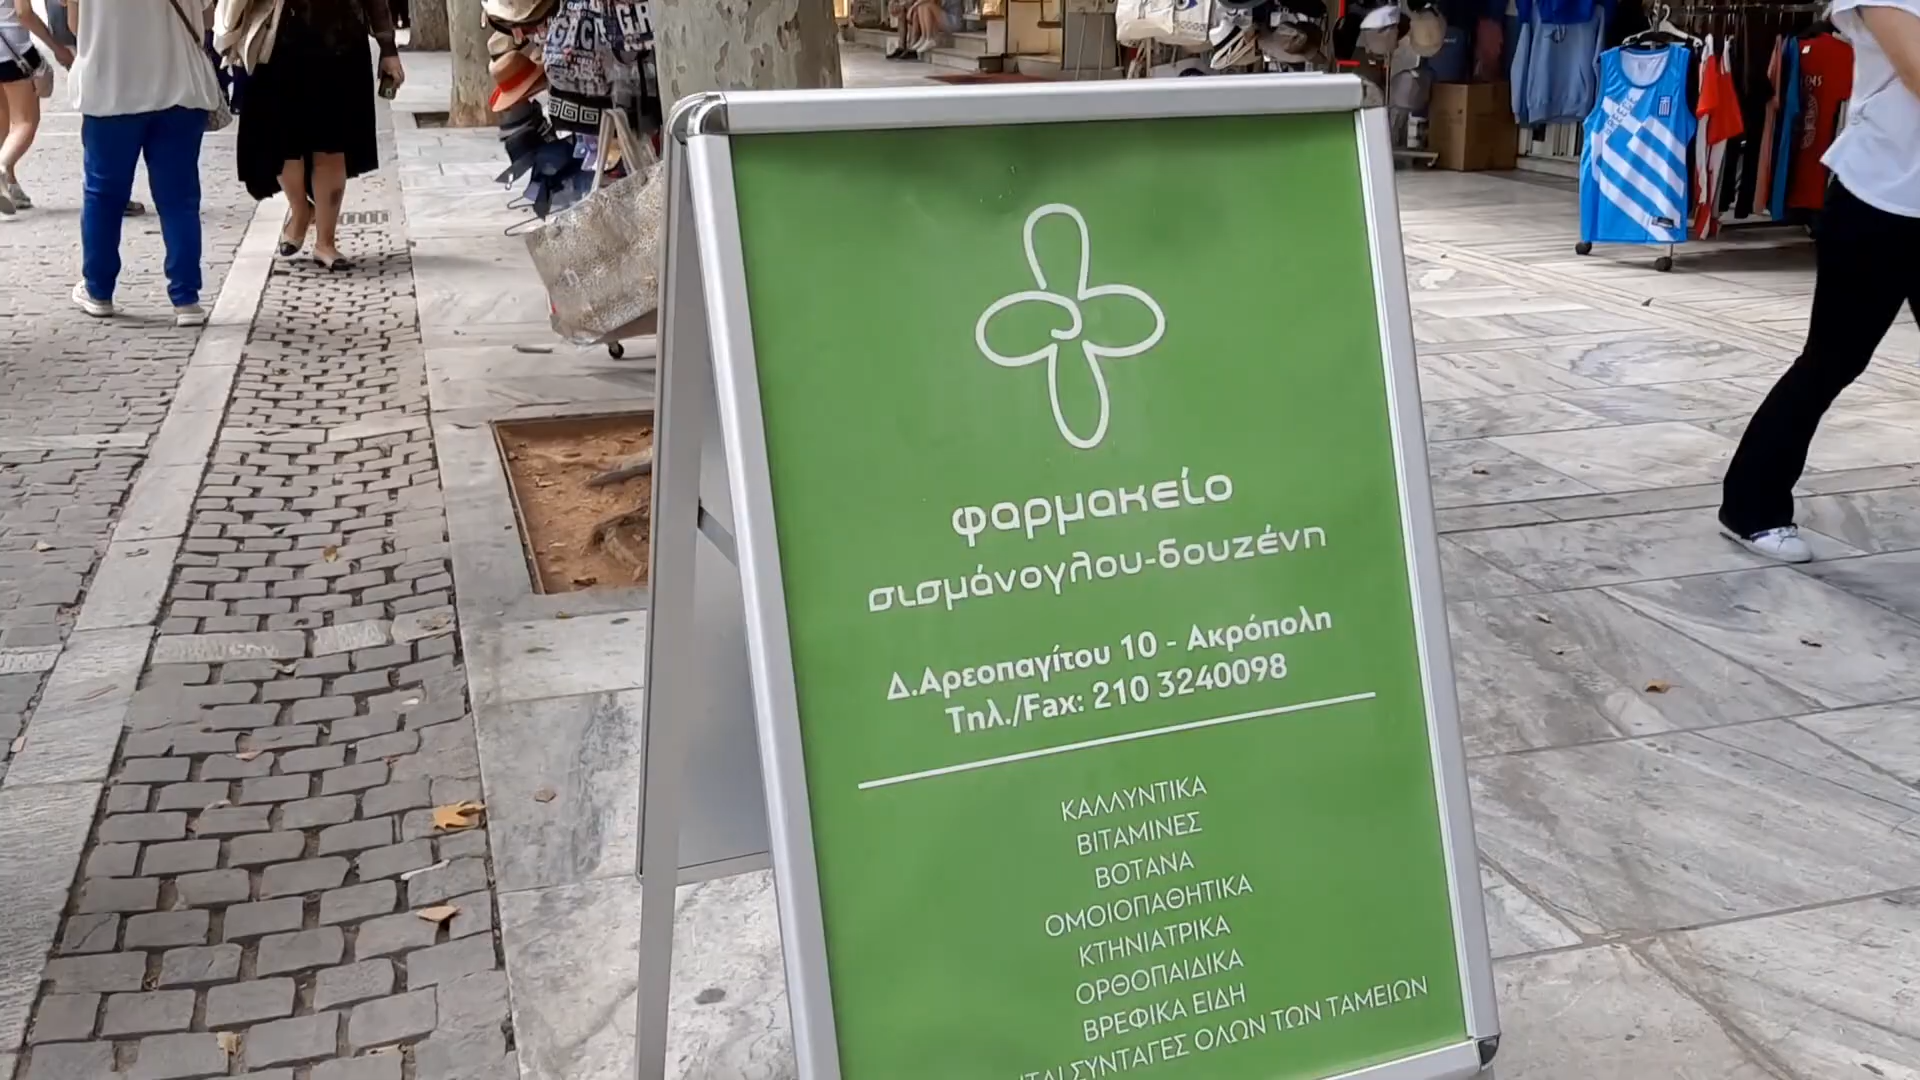 φαρμακείο
σισμάνογλου-δουζένη
Δ.Αρεοπαγίτου 10 - Ακρόπολη
Τηλ./Fax: 210 3240098
ΚΑΛΛΥΝΤΙΚΑ
ΒΙΤΑΜΙΝΕΣ
ΒΟΤΑΝΑ
ΟΜΟΙΟΠΑΘΗΤΙΚΑ
ΚΤΗΝΙΑΤΡΙΚΑ
ΟΡΘΟΠΑΙΔΙΚΑ
ΒΡΕΦΙΚΑ ΕΙΔΗ
ΣΥΝΤΑΓΕΣ ΟΛΩΝ ΤΩΝ ΤΑΜΕΙΩΝ